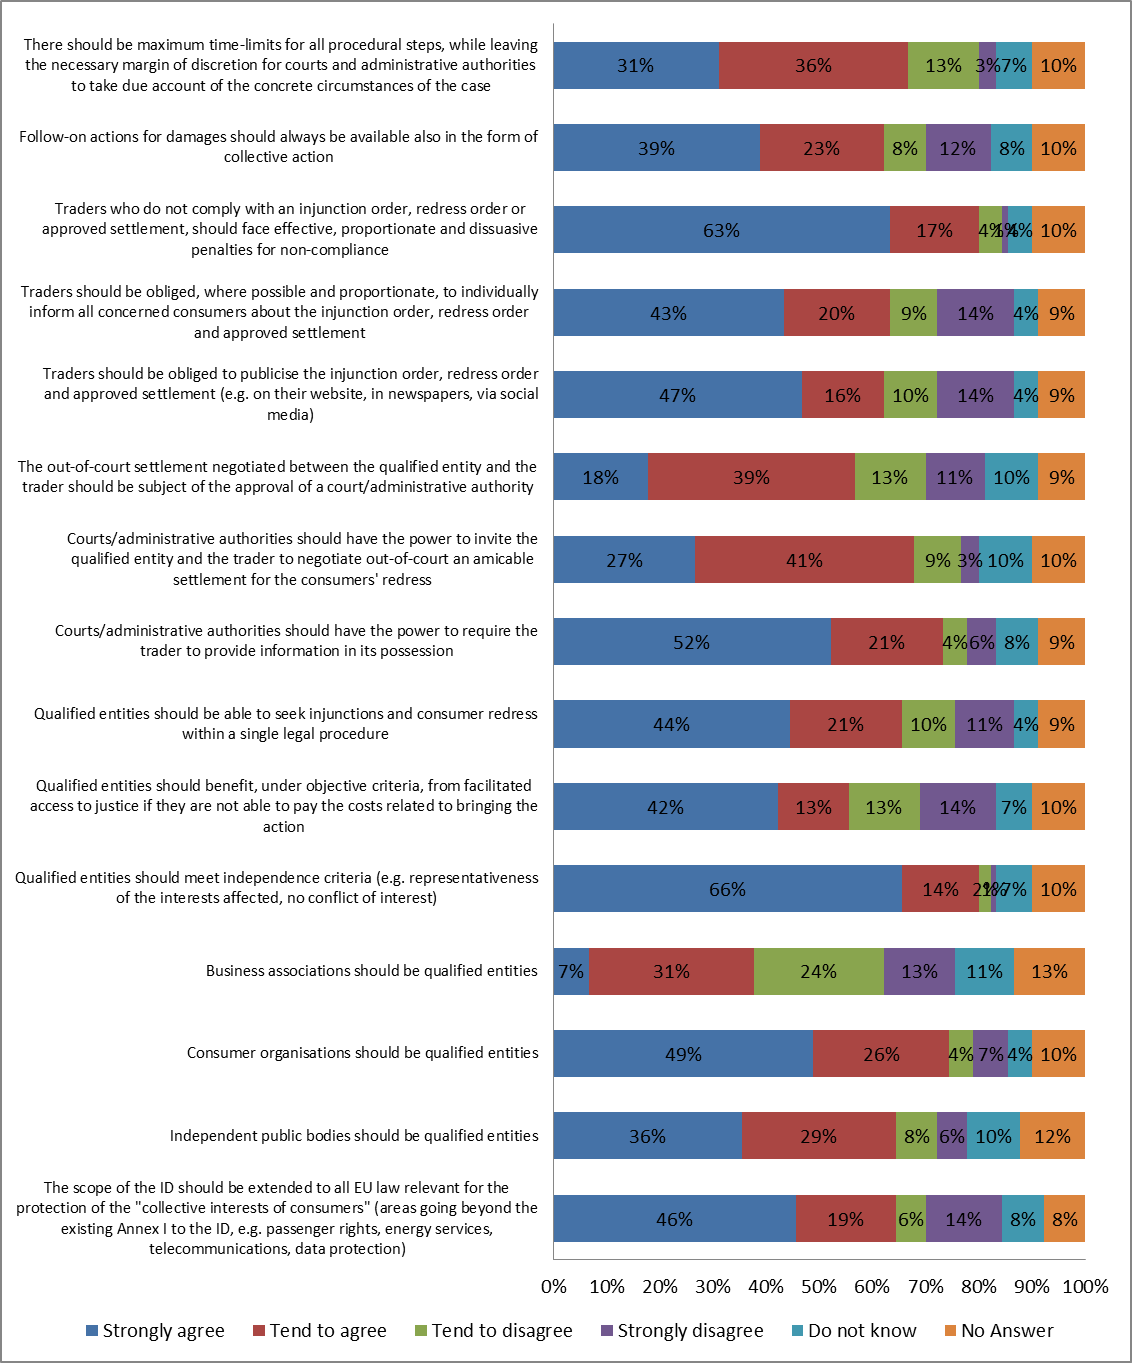 There should be maximum time-limits for all procedural steps, while leaving
the necessary margin of discretion for courts and administrative authorities
to take due account of the concrete circumstances of the case
31% 36% 13% 3% 7% 10%
Follow-on actions for damages should always be available also in the form of
collective action
39% 23% 8% 12% 8% 10%
Traders who do not comply with an injunction order, redress order or
approved settlement, should face effective, proportionate and dissuasive
penalties for non-compliance
63% 17% 4% 1% 4% 10%
Traders should be obliged, where possible and proportionate, to individually
inform all concerned consumers about the injunction order, redress order
and approved settlement
43% 20% 9% 14% 4% 9%
Traders should be obliged to publicise the injunction order, redress order
and approved settlement (e.g. on their website, in newspapers, via social
media)
47% 16% 10% 14% 4% 9%
The out-of-court settlement negotiated between the qualified entity and the
trader should be subject of the approval of a court/administrative authority
18% 39% 13% 11% 10% 9%
Courts/administrative authorities should have the power to invite the
qualified entity and the trader to negotiate out-of-court an amicable
settlement for the consumers' redress
27% 41% 9% 3% 10% 10%
Courts/administrative authorities should have the power to require the
trader to provide information in its possession
52% 21% 4% 6% 8% 9%
Qualified entities should be able to seek injunctions and consumer redress
within a single legal procedure
44% 21% 10% 11% 4% 9%
Qualified entities should benefit, under objective criteria, from facilitated
access to justice if they are not able to pay the costs related to bringing the
action
42% 13% 13% 14% 7% 10%
Qualified entities should meet independence criteria (e.g. representativeness
of the interests affected, no conflict of interest)
66% 14% 2% 1% 7% 10%
Business associations should be qualified entities
7% 31% 24% 13% 11% 13%
Consumer organisations should be qualified entities
49% 26% 4% 7% 4% 10%
Independent public bodies should be qualified entities
36% 29% 8% 6% 10% 12%
The scope of the ID should be extended to all EU law relevant for the
protection of the "collective interests of consumers" (areas going beyond the
existing Annex I to the ID, e.g. passenger rights, energy services,
telecommunications, data protection)
46% 19% 6% 14% 8% 8%
0% 10% 20% 30% 40% 50% 60% 70% 80% 90% 100%
Strongly agree Tend to agree Tend to disagree Strongly disagree Do not know No Answer